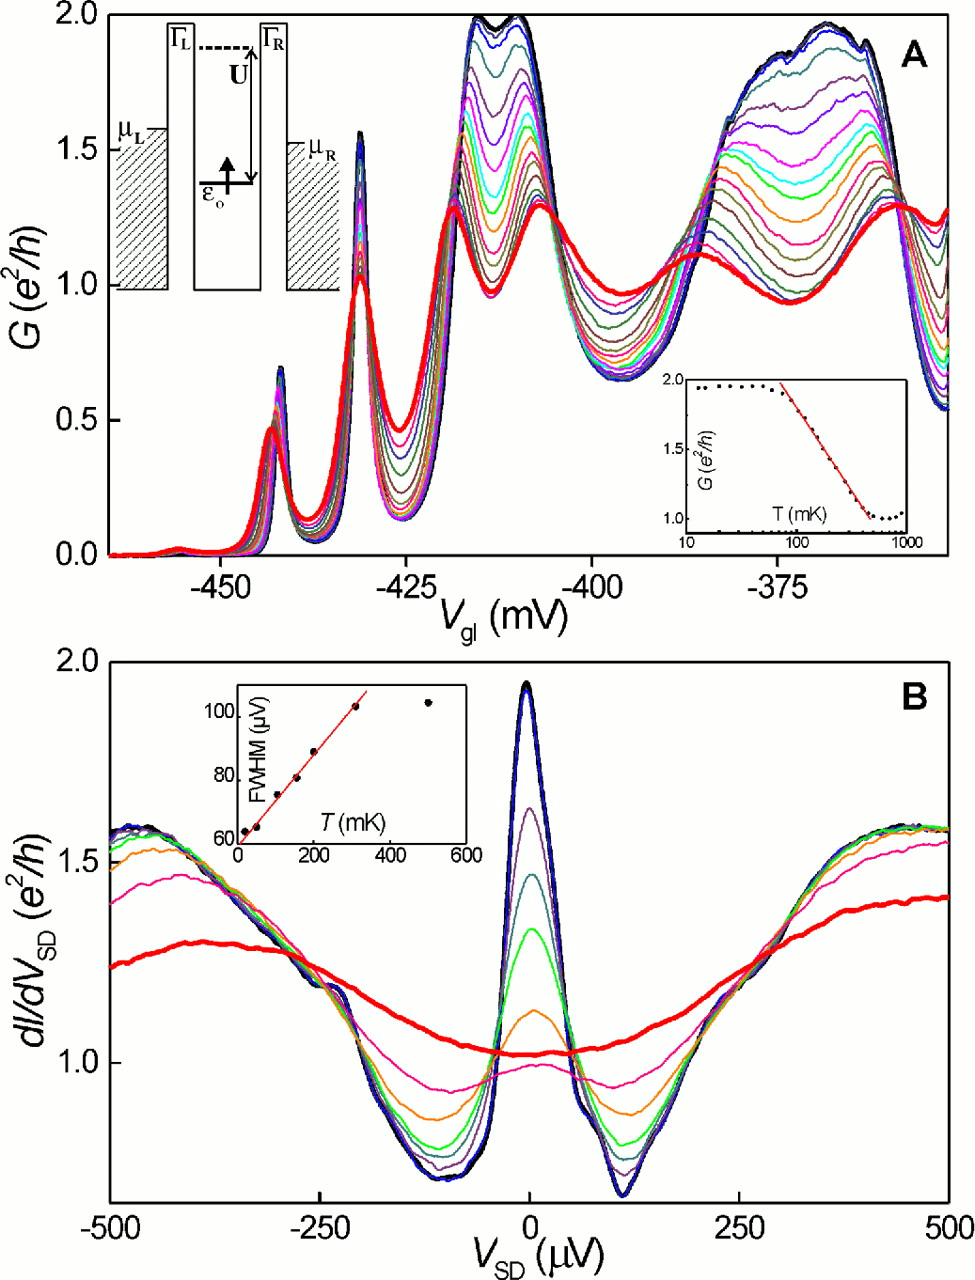 2.0
1.5
1.0
0.5
0.0
G (e²/h)
A
Γ_L
Γ_R
U
μ_L
μ_R
ε_o
2.0
1.5
1.0
G (e²/h)
T (mK)
10
100
1000
-450
-425
-400
-375
V_gl (mV)
2.0
1.5
1.0
dI/dV_SD (e²/h)
B
100
80
60
FWHM (μV)
T (mK)
0
200
400
600
-500
-250
0
250
500
V_SD (μV)